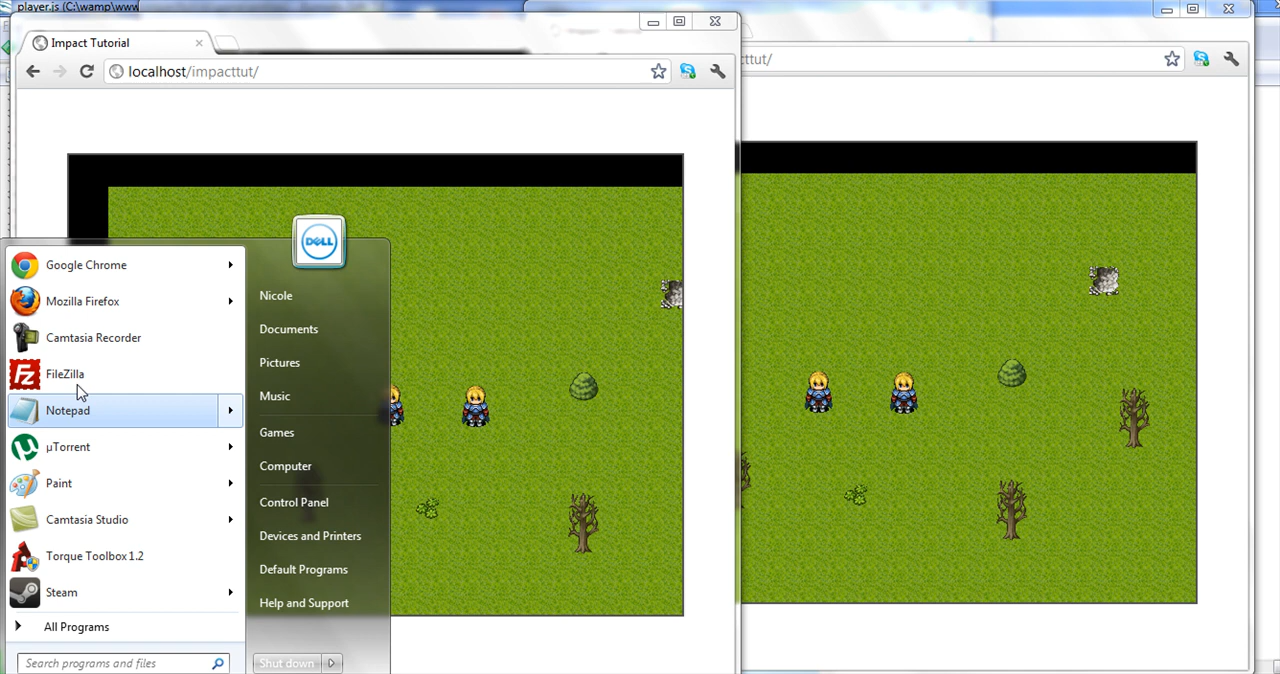 player.js (C:\wamp\www
Impact Tutorial
localhost/impacttut/
ttut/
DELL
Google Chrome
Nicole
Mozilla Firefox
Documents
Camtasia Recorder
Pictures
Fz FileZilla
Music
Notepad
Games
µTorrent
Computer
Paint
Control Panel
Camtasia Studio
Devices and Printers
Torque Toolbox 1.2
Default Programs
Steam
Help and Support
All Programs
Search programs and files
Shut down